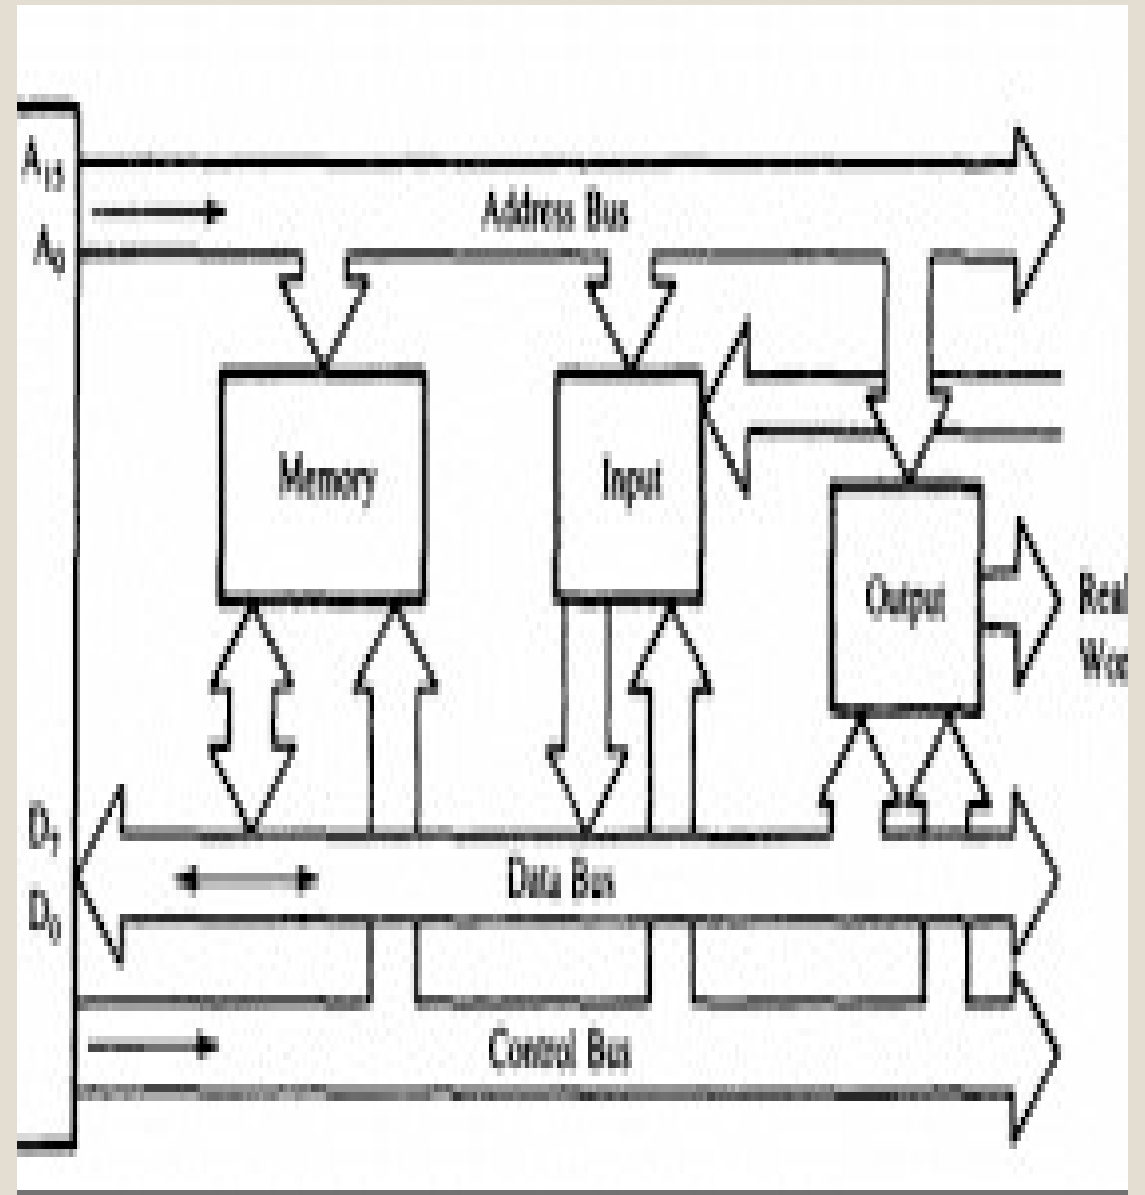 A15
Address Bus
A0
Memory
Input
Output
Real
D7
Data Bus
D0
Control Bus